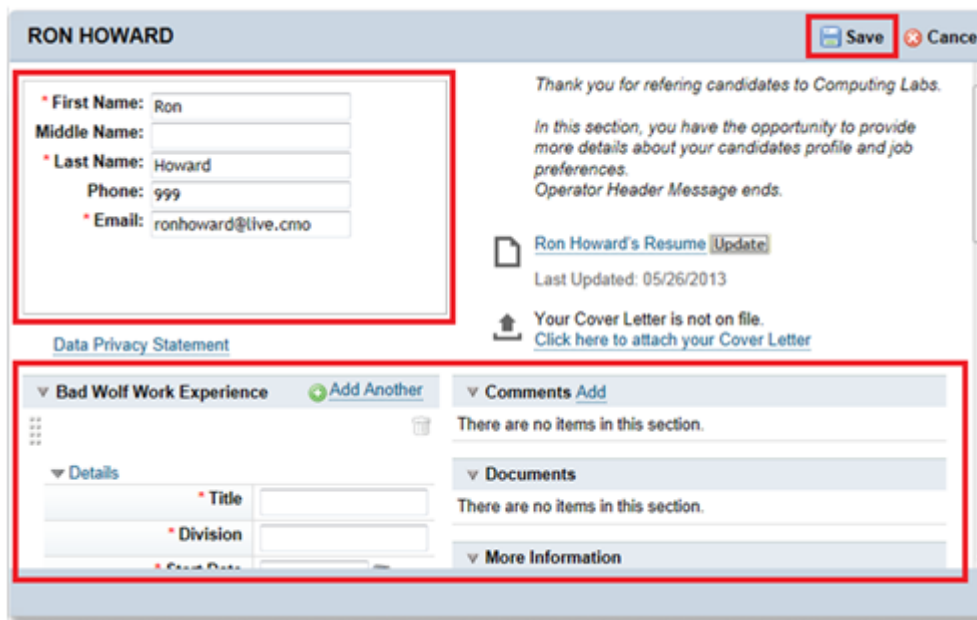 RON HOWARD
Save
Cance
* First Name: Ron
Middle Name:
* Last Name: Howard
Phone: 999
* Email: ronhoward@live.cmo
Thank you for refering candidates to Computing Labs.
In this section, you have the opportunity to provide
more details about your candidates profile and job
preferences.
Operator Header Message ends.
Ron Howard's Resume Update
Last Updated: 05/26/2013
Your Cover Letter is not on file.
Click here to attach your Cover Letter
Data Privacy Statement
Bad Wolf Work Experience Add Another
Details
* Title
* Division
* Start Date
Comments Add
There are no items in this section.
Documents
There are no items in this section.
More Information